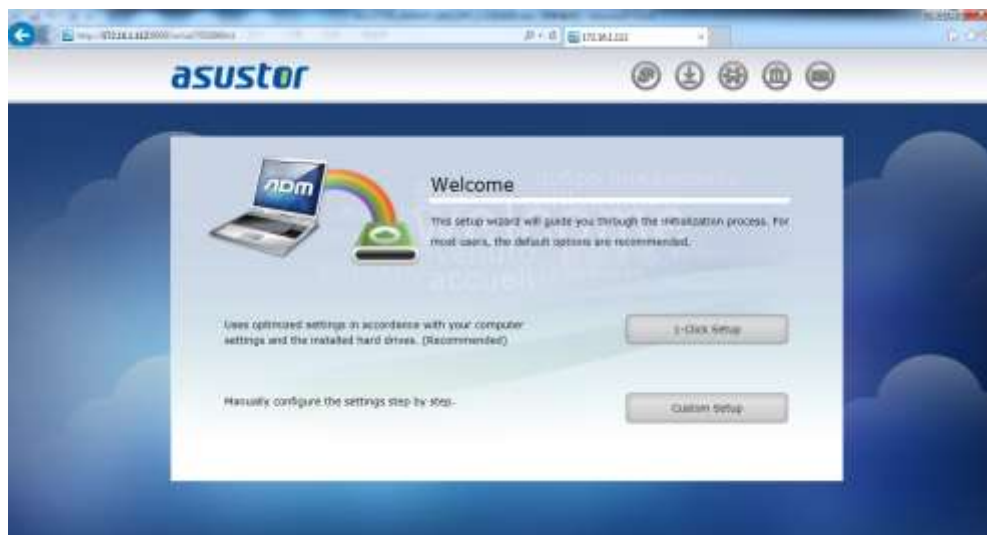 asustor
ADM
Welcome
This setup wizard will guide you through the initialization process. For
most users, the default options are recommended.
Uses optimized settings in accordance with your computer
settings and the installed hard drives. (Recommended)
1-Click Setup
Manually configure the settings step by step.
Custom Setup